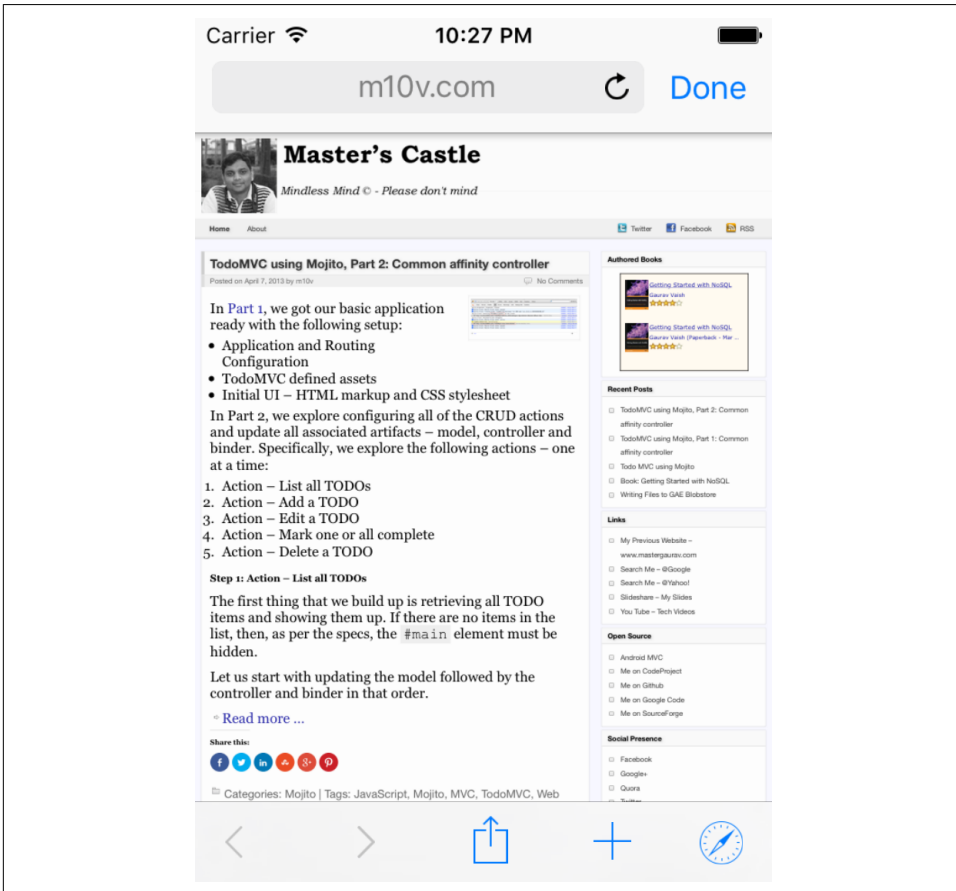 Carrier 10:27 PM
m10v.com Done
Master's Castle
Mindless Mind © - Please don't mind
Home About Twitter Facebook RSS
TodoMVC using Mojito, Part 2: Common affinity controller
Posted on April 7, 2013 by m10v No Comments
In Part 1, we got our basic application
ready with the following setup:
• Application and Routing
Configuration
• TodoMVC defined assets
• Initial UI – HTML markup and CSS stylesheet
In Part 2, we explore configuring all of the CRUD actions
and update all associated artifacts – model, controller and
binder. Specifically, we explore the following actions – one
at a time:
1. Action – List all TODOs
2. Action – Add a TODO
3. Action – Edit a TODO
4. Action – Mark one or all complete
5. Action – Delete a TODO
Step 1: Action – List all TODOs
The first thing that we build up is retrieving all TODO
items and showing them up. If there are no items in the
list, then, as per the specs, the #main element must be
hidden.
Let us start with updating the model followed by the
controller and binder in that order.
Read more ...
Share this:
Categories: Mojito | Tags: JavaScript, Mojito, MVC, TodoMVC, Web
Authored Books
Getting Started with NoSQL
Gaurav Vaish
Getting Started with NoSQL
Gaurav Vaish (Paperback - Mar ...
Recent Posts
TodoMVC using Mojito, Part 2: Common
affinity controller
TodoMVC using Mojito, Part 1: Common
affinity controller
Todo MVC using Mojito
Book: Getting Started with NoSQL
Writing Files to GAE Blobstore
Links
My Previous Website –
www.mastergaurav.com
Search Me – @Google
Search Me – @Yahoo!
Slideshare – My Slides
You Tube – Tech Videos
Open Source
Android MVC
Me on CodeProject
Me on Github
Me on Google Code
Me on SourceForge
Social Presence
Facebook
Google+
Quora
Twitter